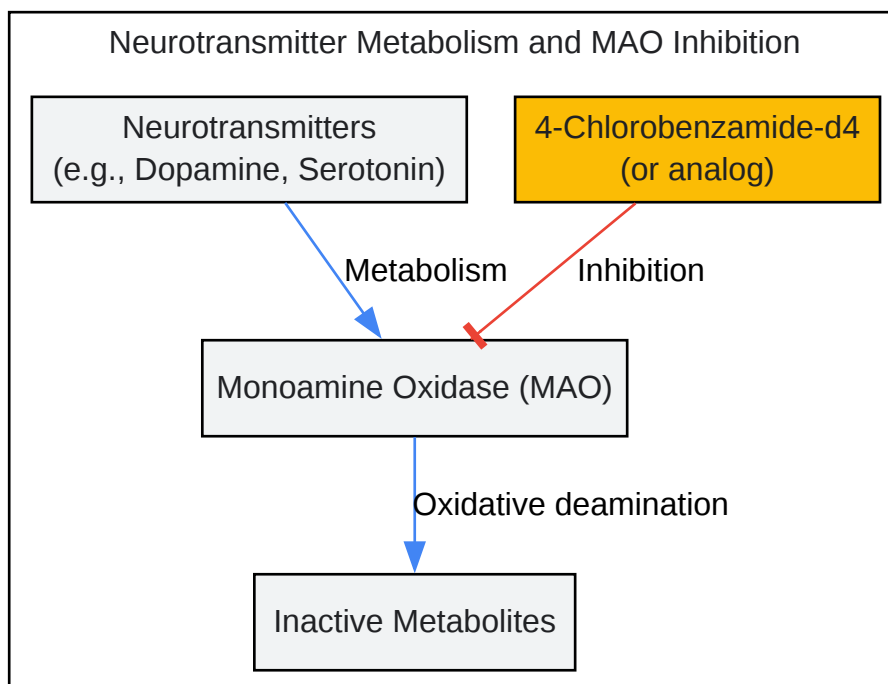 Neurotransmitter Metabolism and MAO Inhibition
Neurotransmitters
(e.g., Dopamine, Serotonin)
4-Chlorobenzamide-d4
(or analog)
Metabolism
Inhibition
Monoamine Oxidase (MAO)
Oxidative deamination
Inactive Metabolites